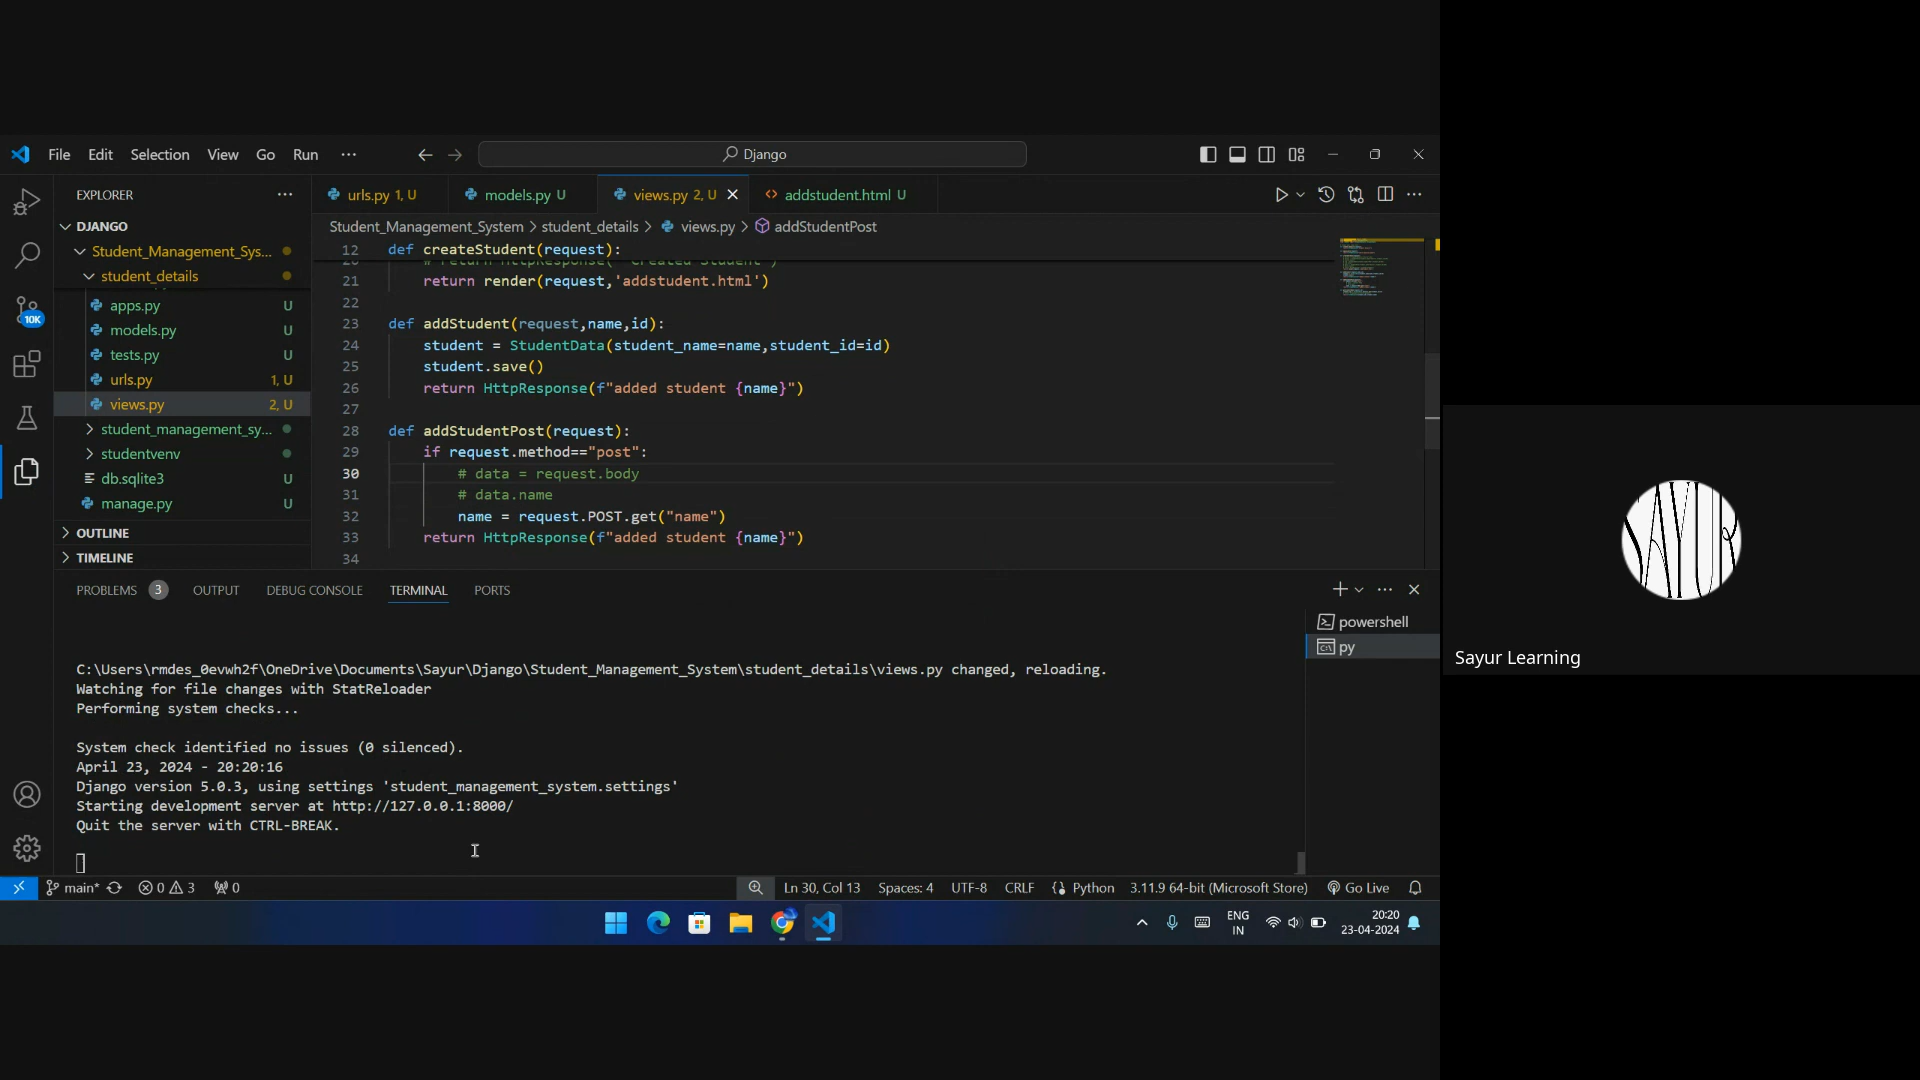 File Edit Selection View Go Run ··· Django
EXPLORER ···
DJANGO
Student_Management_Sys...
student_details
apps.py U
models.py U
tests.py U
urls.py 1, U
views.py 2, U
student_management_sy...
studentvenv
db.sqlite3 U
manage.py U
OUTLINE
TIMELINE
urls.py 1, U models.py U views.py 2, U addstudent.html U
Student_Management_System > student_details > views.py > addStudentPost
12 def createStudent(request):
21 return render(request,'addstudent.html')
22
23 def addStudent(request,name,id):
24 student = StudentData(student_name=name,student_id=id)
25 student.save()
26 return HttpResponse(f"added student {name}")
27
28 def addStudentPost(request):
29 if request.method=="post":
30 # data = request.body
31 # data.name
32 name = request.POST.get("name")
33 return HttpResponse(f"added student {name}")
34
PROBLEMS 3 OUTPUT DEBUG CONSOLE TERMINAL PORTS
powershell
py
C:\Users\rmdes_0evwh2f\OneDrive\Documents\Sayur\Django\Student_Management_System\student_details\views.py changed, reloading.
Watching for file changes with StatReloader
Performing system checks...
System check identified no issues (0 silenced).
April 23, 2024 - 20:20:16
Django version 5.0.3, using settings 'student_management_system.settings'
Starting development server at http://127.0.0.1:8000/
Quit the server with CTRL-BREAK.
10K
main* 0 3 0 Ln 30, Col 13 Spaces: 4 UTF-8 CRLF Python 3.11.9 64-bit (Microsoft Store) Go Live
ENG
IN
20:20
23-04-2024
SAYUR
Sayur Learning